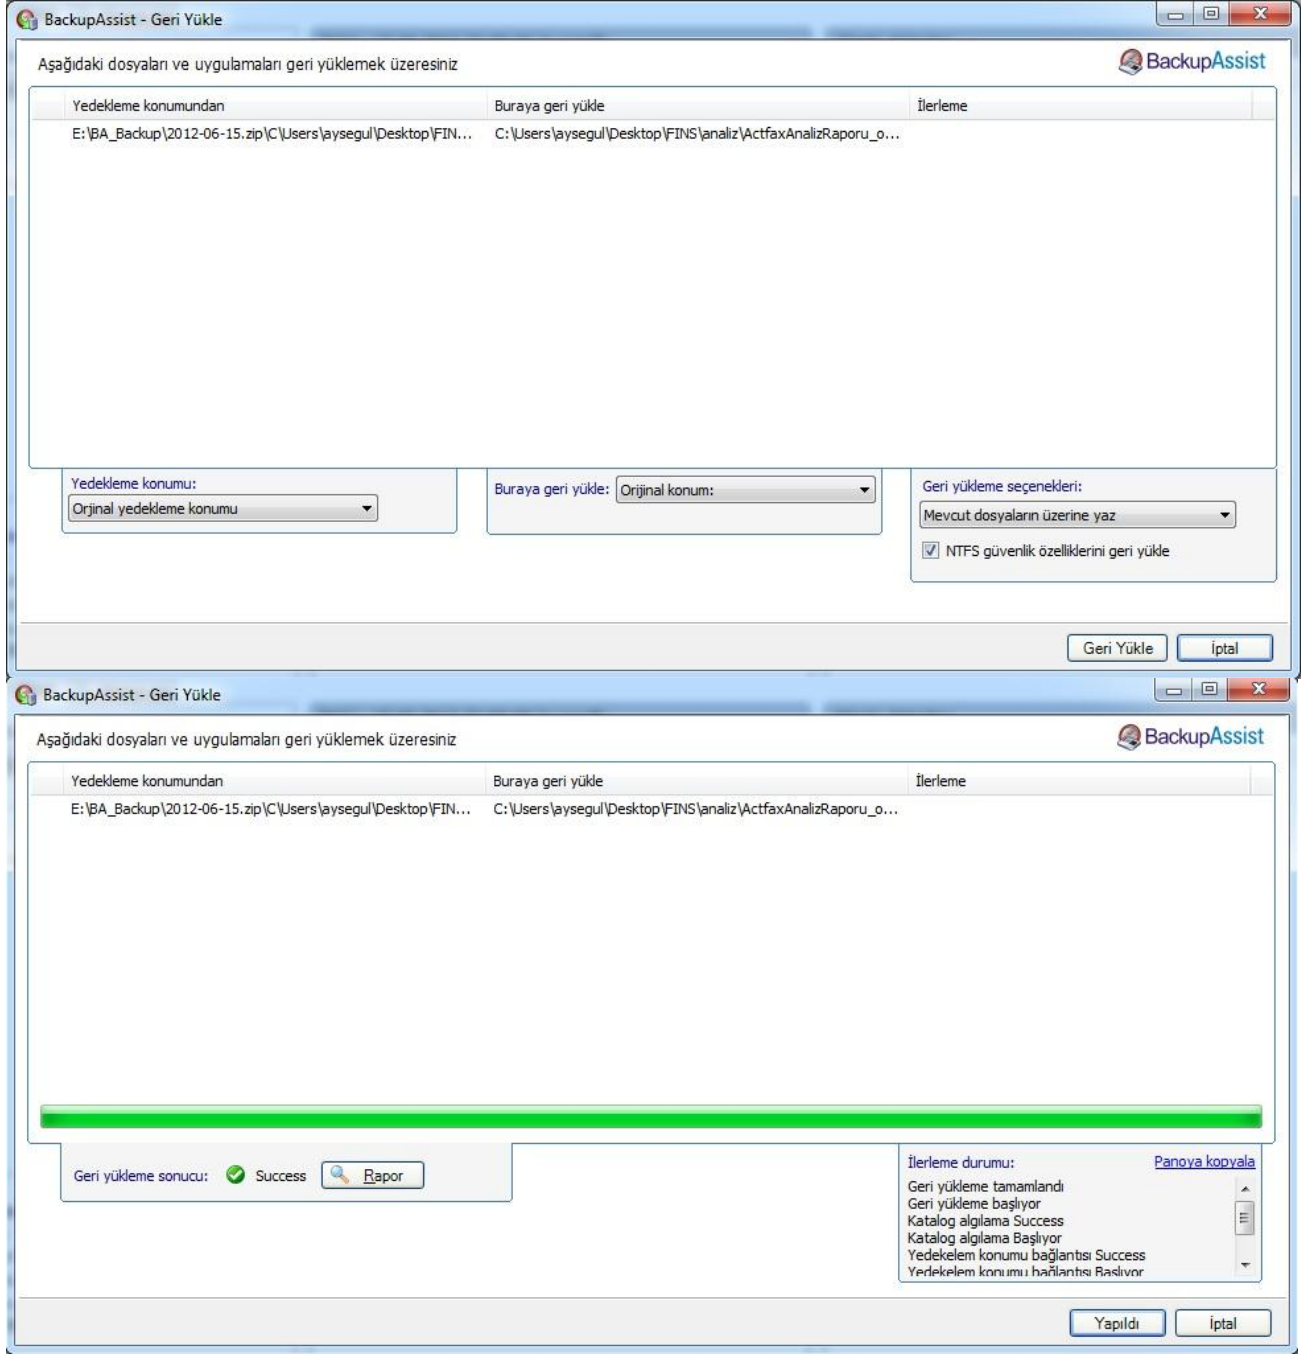 BackupAssist - Geri Yükle
Aşağıdaki dosyaları ve uygulamaları geri yüklemek üzeresiniz
BackupAssist
Yedekleme konumundan Buraya geri yükle İlerleme
E:\BA_Backup\2012-06-15.zip\C\Users\aysegul\Desktop\FIN... C:\Users\aysegul\Desktop\FINS\analiz\ActfaxAnalizRaporu_o...
Yedekleme konumu:
Orjinal yedekleme konumu
Buraya geri yükle: Orijinal konum:
Geri yükleme seçenekleri:
Mevcut dosyaların üzerine yaz
NTFS güvenlik özelliklerini geri yükle
Geri Yükle İptal
BackupAssist - Geri Yükle
Aşağıdaki dosyaları ve uygulamaları geri yüklemek üzeresiniz
BackupAssist
Yedekleme konumundan Buraya geri yükle İlerleme
E:\BA_Backup\2012-06-15.zip\C\Users\aysegul\Desktop\FIN... C:\Users\aysegul\Desktop\FINS\analiz\ActfaxAnalizRaporu_o...
Geri yükleme sonucu: Success Rapor
İlerleme durumu: Panoya kopyala
Geri yükleme tamamlandı
Geri yükleme başlıyor
Katalog algılama Success
Katalog algılama Başlıyor
Yedekelem konumu bağlantısı Success
Yedekelem konumu bağlantısı Başlıyor
Yapıldı İptal